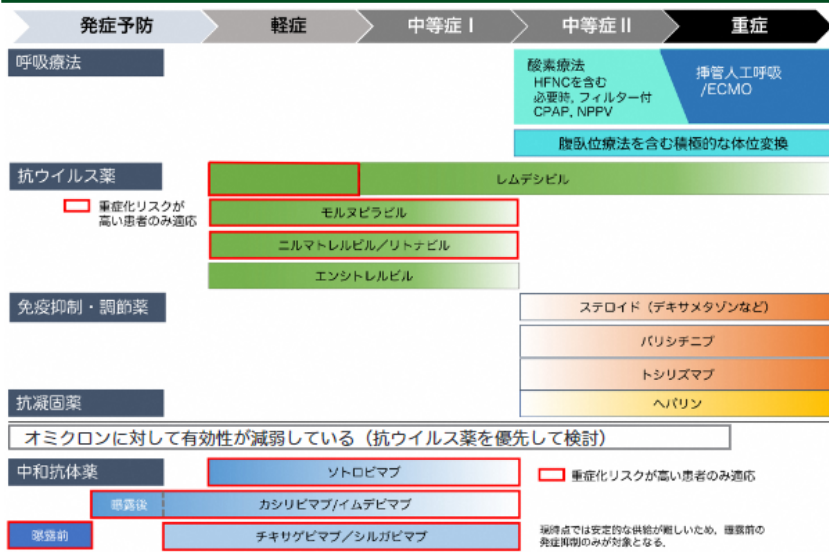 発症予防
軽症
中等症 I
中等症 II
重症
呼吸療法
酸素療法
HFNCを含む
必要時, フィルター付
CPAP, NPPV
挿管人工呼吸
/ECMO
腹臥位療法を含む積極的な体位変換
抗ウイルス薬
重症化リスクが
高い患者のみ適応
レムデシビル
モルヌピラビル
ニルマトレルビル/リトナビル
エンシトレルビル
免疫抑制・調節薬
ステロイド(デキサメタゾンなど)
バリシチニブ
トシリズマブ
抗凝固薬
ヘパリン
オミクロンに対して有効性が減弱している(抗ウイルス薬を優先して検討)
中和抗体薬
ソトロビマブ
重症化リスクが高い患者のみ適応
曝露後
カシリビマブ/イムデビマブ
曝露前
チキサゲビマブ/シルガビマブ
現時点では安定的な供給が難しいため、曝露前の
発症抑制のみが対象となる.